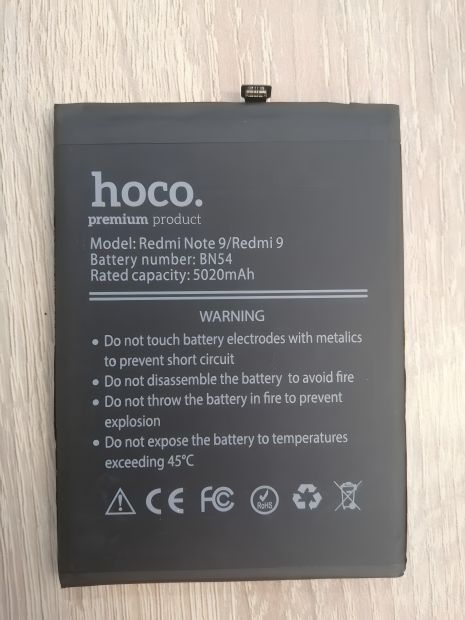 hoco.
premium product
Model: Redmi Note 9/Redmi 9
Battery number: BN54
Rated capacity: 5020mAh
WARNING
• Do not touch battery electrodes with metalics
to prevent short circuit
• Do not disassemble the battery to avoid fire
• Do not throw the battery in fire to prevent
explosion
• Do not expose the battery to temperatures
exceeding 45°C
CE FC RoHS